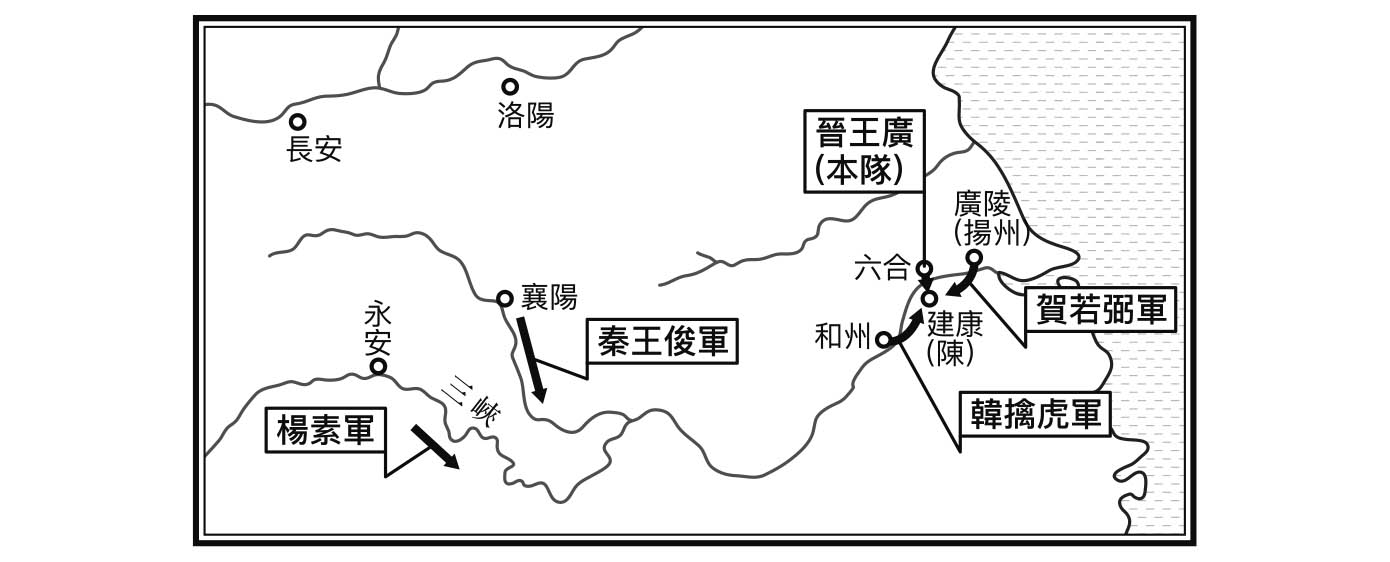 洛陽
長安
晉王廣
(本隊)
廣陵
(揚州)
六合
襄陽
建康
(陳)
賀若弼軍
和州
永安
秦王俊軍
三峽
楊素軍
韓擒虎軍